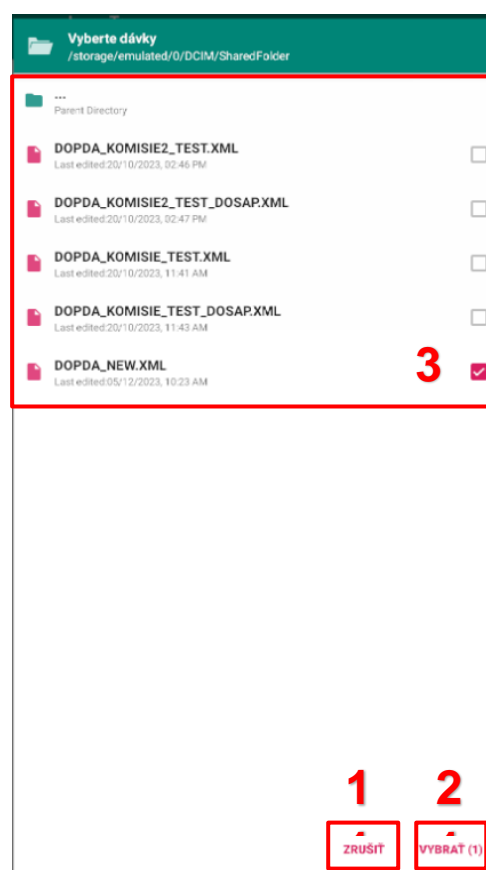 Vyberte dávky
/storage/emulated/0/DCIM/SharedFolder
...
Parent Directory
DOPDA_KOMISIE2_TEST.XML
Last edited:20/10/2023, 02:46 PM
DOPDA_KOMISIE2_TEST_DOSAP.XML
Last edited:20/10/2023, 02:47 PM
DOPDA_KOMISIE_TEST.XML
Last edited:20/10/2023, 11:41 AM
DOPDA_KOMISIE_TEST_DOSAP.XML
Last edited:20/10/2023, 11:43 AM
DOPDA_NEW.XML
Last edited:05/12/2023, 10:23 AM
3
1 2
ZRUŠIŤ VYBRAŤ (1)